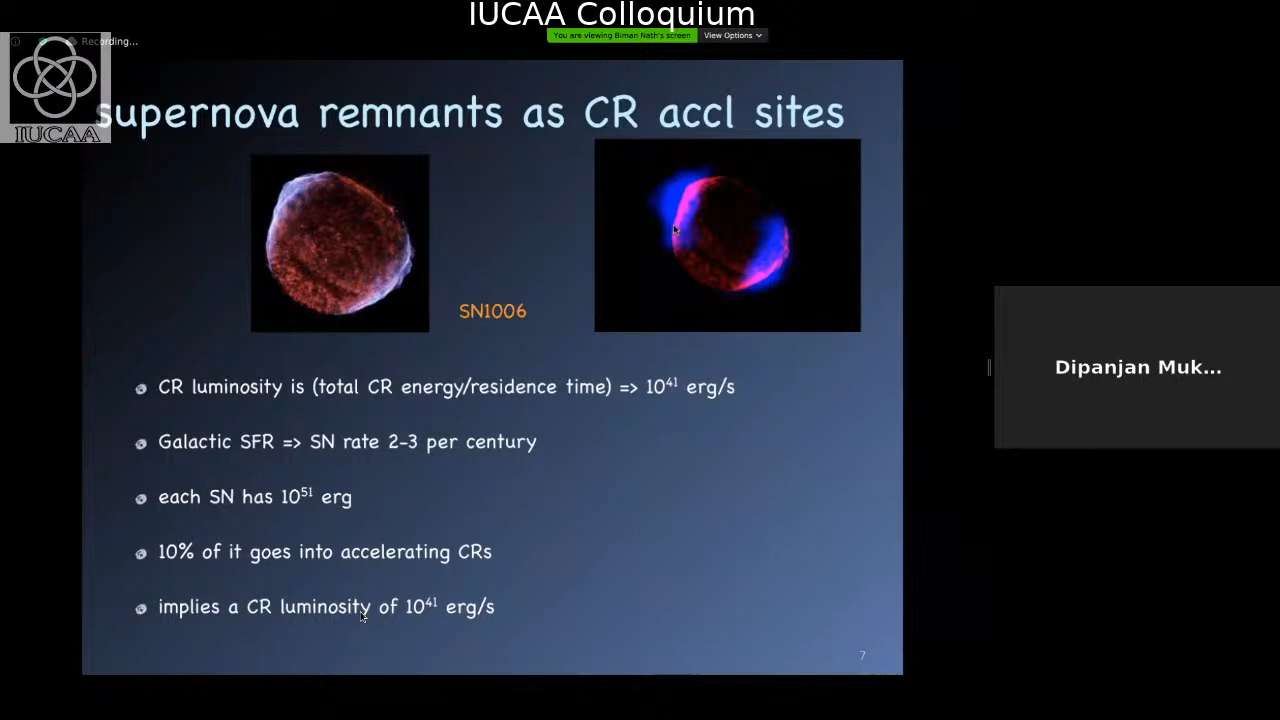 IUCAA Colloquium
You are viewing Biman Nath's screen View Options
Recording...
IUCAA
supernova remnants as CR accl sites
SN1006
CR luminosity is (total CR energy/residence time) => 10⁴¹ erg/s
Galactic SFR => SN rate 2-3 per century
each SN has 10⁵¹ erg
10% of it goes into accelerating CRs
implies a CR luminosity of 10⁴¹ erg/s
7
Dipanjan Muk...